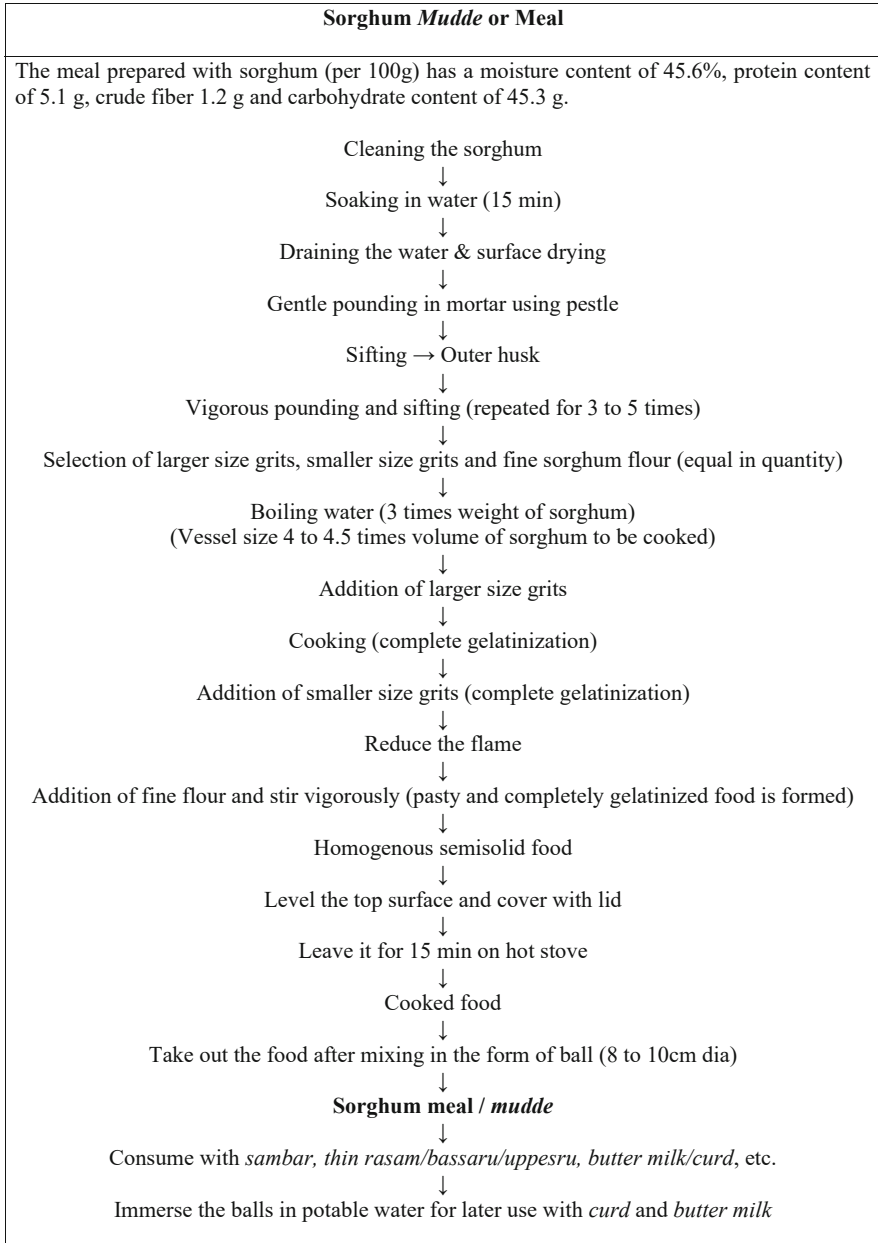 Sorghum Mudde or Meal
The meal prepared with sorghum (per 100g) has a moisture content of 45.6%, protein content
of 5.1 g, crude fiber 1.2 g and carbohydrate content of 45.3 g.
Cleaning the sorghum
↓
Soaking in water (15 min)
↓
Draining the water & surface drying
↓
Gentle pounding in mortar using pestle
↓
Sifting → Outer husk
↓
Vigorous pounding and sifting (repeated for 3 to 5 times)
↓
Selection of larger size grits, smaller size grits and fine sorghum flour (equal in quantity)
↓
Boiling water (3 times weight of sorghum)
(Vessel size 4 to 4.5 times volume of sorghum to be cooked)
↓
Addition of larger size grits
↓
Cooking (complete gelatinization)
↓
Addition of smaller size grits (complete gelatinization)
↓
Reduce the flame
↓
Addition of fine flour and stir vigorously (pasty and completely gelatinized food is formed)
↓
Homogenous semisolid food
↓
Level the top surface and cover with lid
↓
Leave it for 15 min on hot stove
↓
Cooked food
↓
Take out the food after mixing in the form of ball (8 to 10cm dia)
↓
Sorghum meal / mudde
↓
Consume with sambar, thin rasam/bassaru/uppesru, butter milk/curd, etc.
↓
Immerse the balls in potable water for later use with curd and butter milk